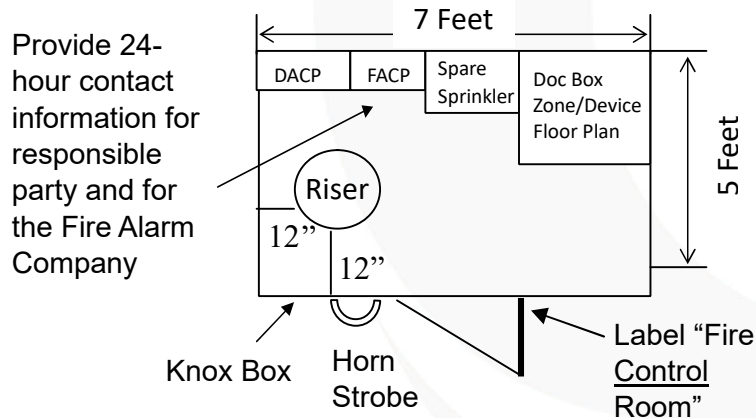 7 Feet
Provide 24-
hour contact
information for
responsible
party and for
the Fire Alarm
Company
DACP
FACP
Spare
Sprinkler
Doc Box
Zone/Device
Floor Plan
5 Feet
Riser
12”
12”
Knox Box
Horn
Strobe
Label “Fire
Control
Room”